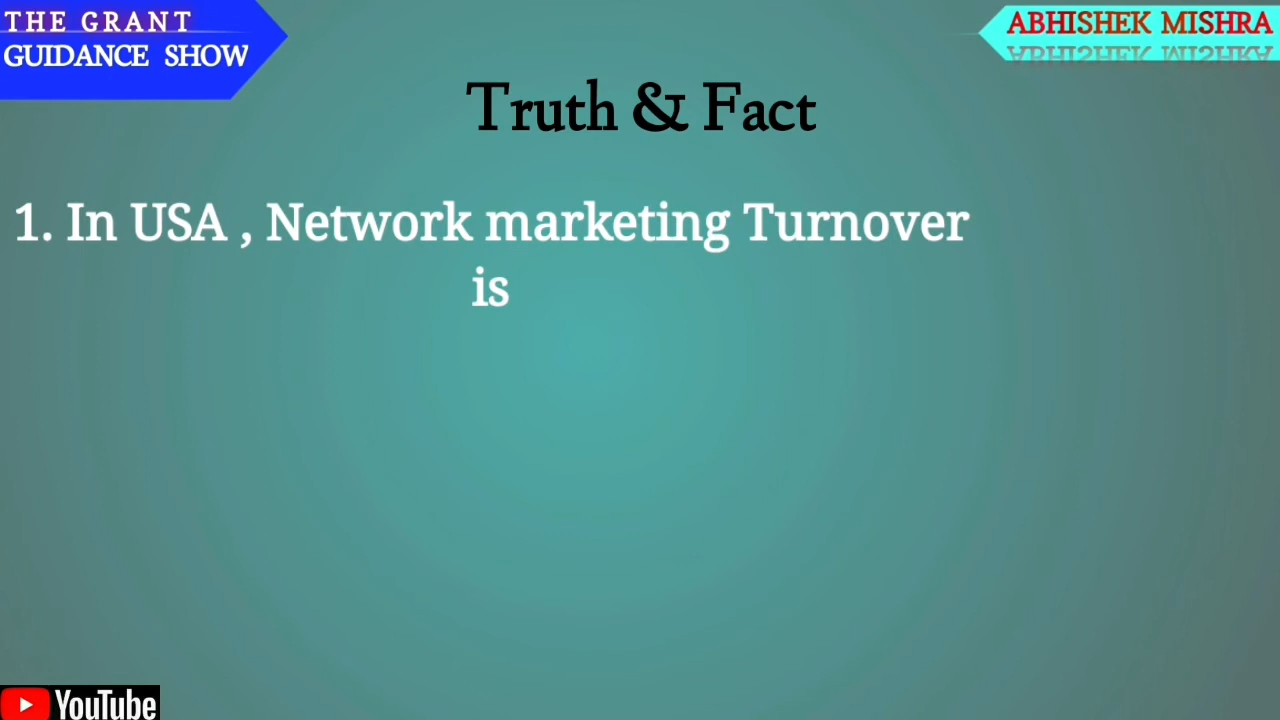 THE GRANT
GUIDANCE SHOW
ABHISHEK MISHRA
Truth & Fact
1. In USA , Network marketing Turnover
is
YouTube